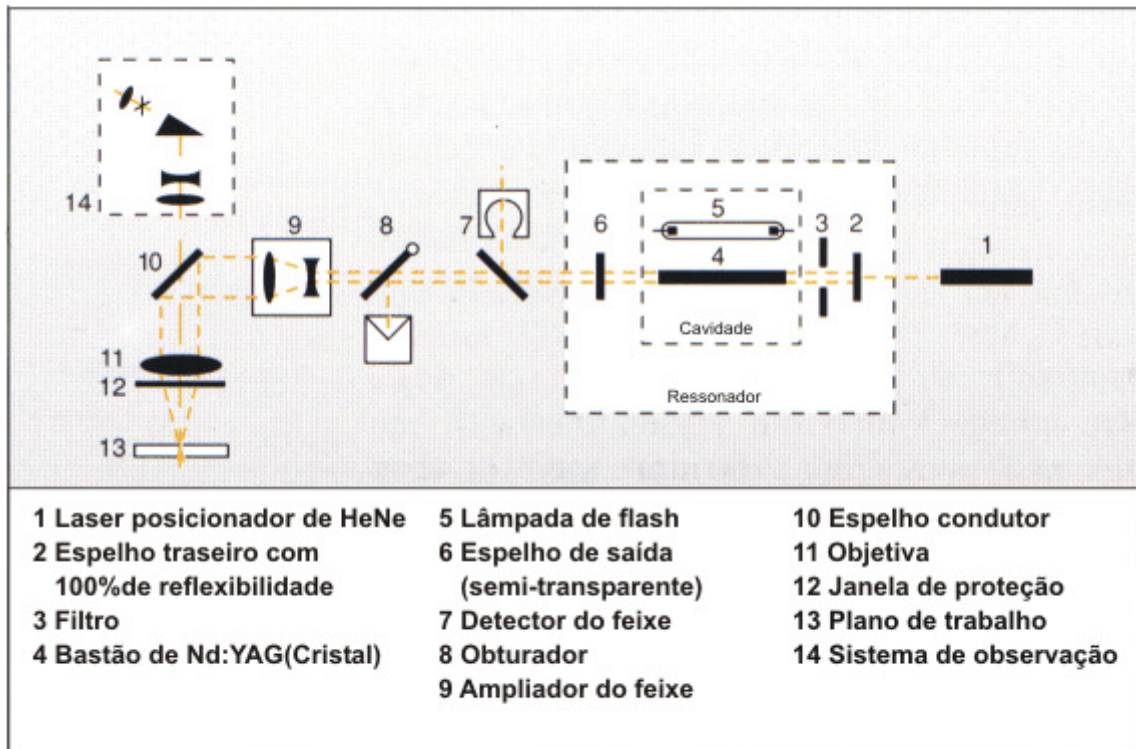 14
10
9
8
7
6
5
4
3
2
1
Cavidade
Ressonador
11
12
13
1 Laser posicionador de HeNe
2 Espelho traseiro com
100%de reflexibilidade
3 Filtro
4 Bastão de Nd:YAG(Cristal)
5 Lâmpada de flash
6 Espelho de saída
(semi-transparente)
7 Detector do feixe
8 Obturador
9 Ampliador do feixe
10 Espelho condutor
11 Objetiva
12 Janela de proteção
13 Plano de trabalho
14 Sistema de observação